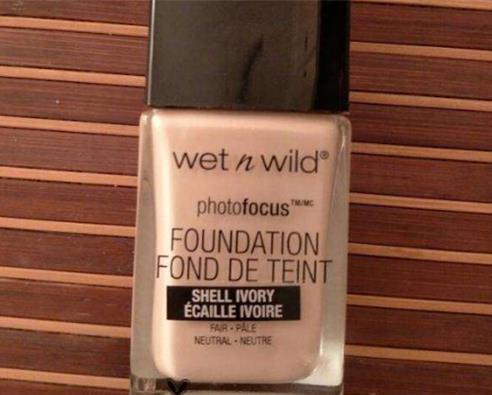 wet n wild®
photofocus™/MC
FOUNDATION
FOND DE TEINT
SHELL IVORY
ÉCAILLE IVOIRE
FAIR • PÂLE
NEUTRAL • NEUTRE